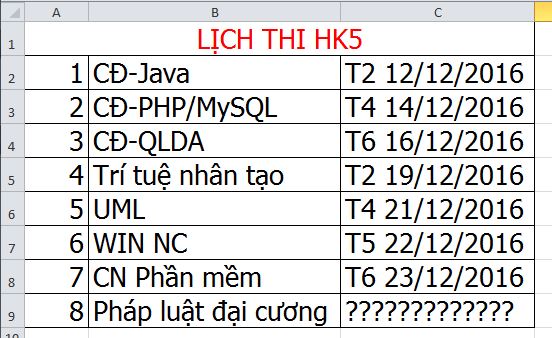 A B C
1 LỊCH THI HK5
2 1 CĐ-Java T2 12/12/2016
3 2 CĐ-PHP/MySQL T4 14/12/2016
4 3 CĐ-QLDA T6 16/12/2016
5 4 Trí tuệ nhân tạo T2 19/12/2016
6 5 UML T4 21/12/2016
7 6 WIN NC T5 22/12/2016
8 7 CN Phần mềm T6 23/12/2016
9 8 Pháp luật đại cương ?????????????